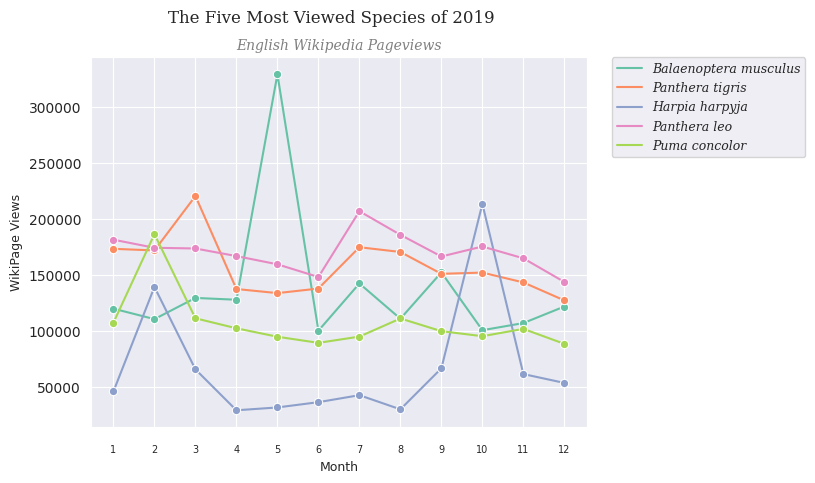 The Five Most Viewed Species of 2019
English Wikipedia Pageviews
Balaenoptera musculus
Panthera tigris
Harpia harpyja
Panthera leo
Puma concolor
WikiPage Views
300000
250000
200000
150000
100000
50000
1 2 3 4 5 6 7 8 9 10 11 12
Month